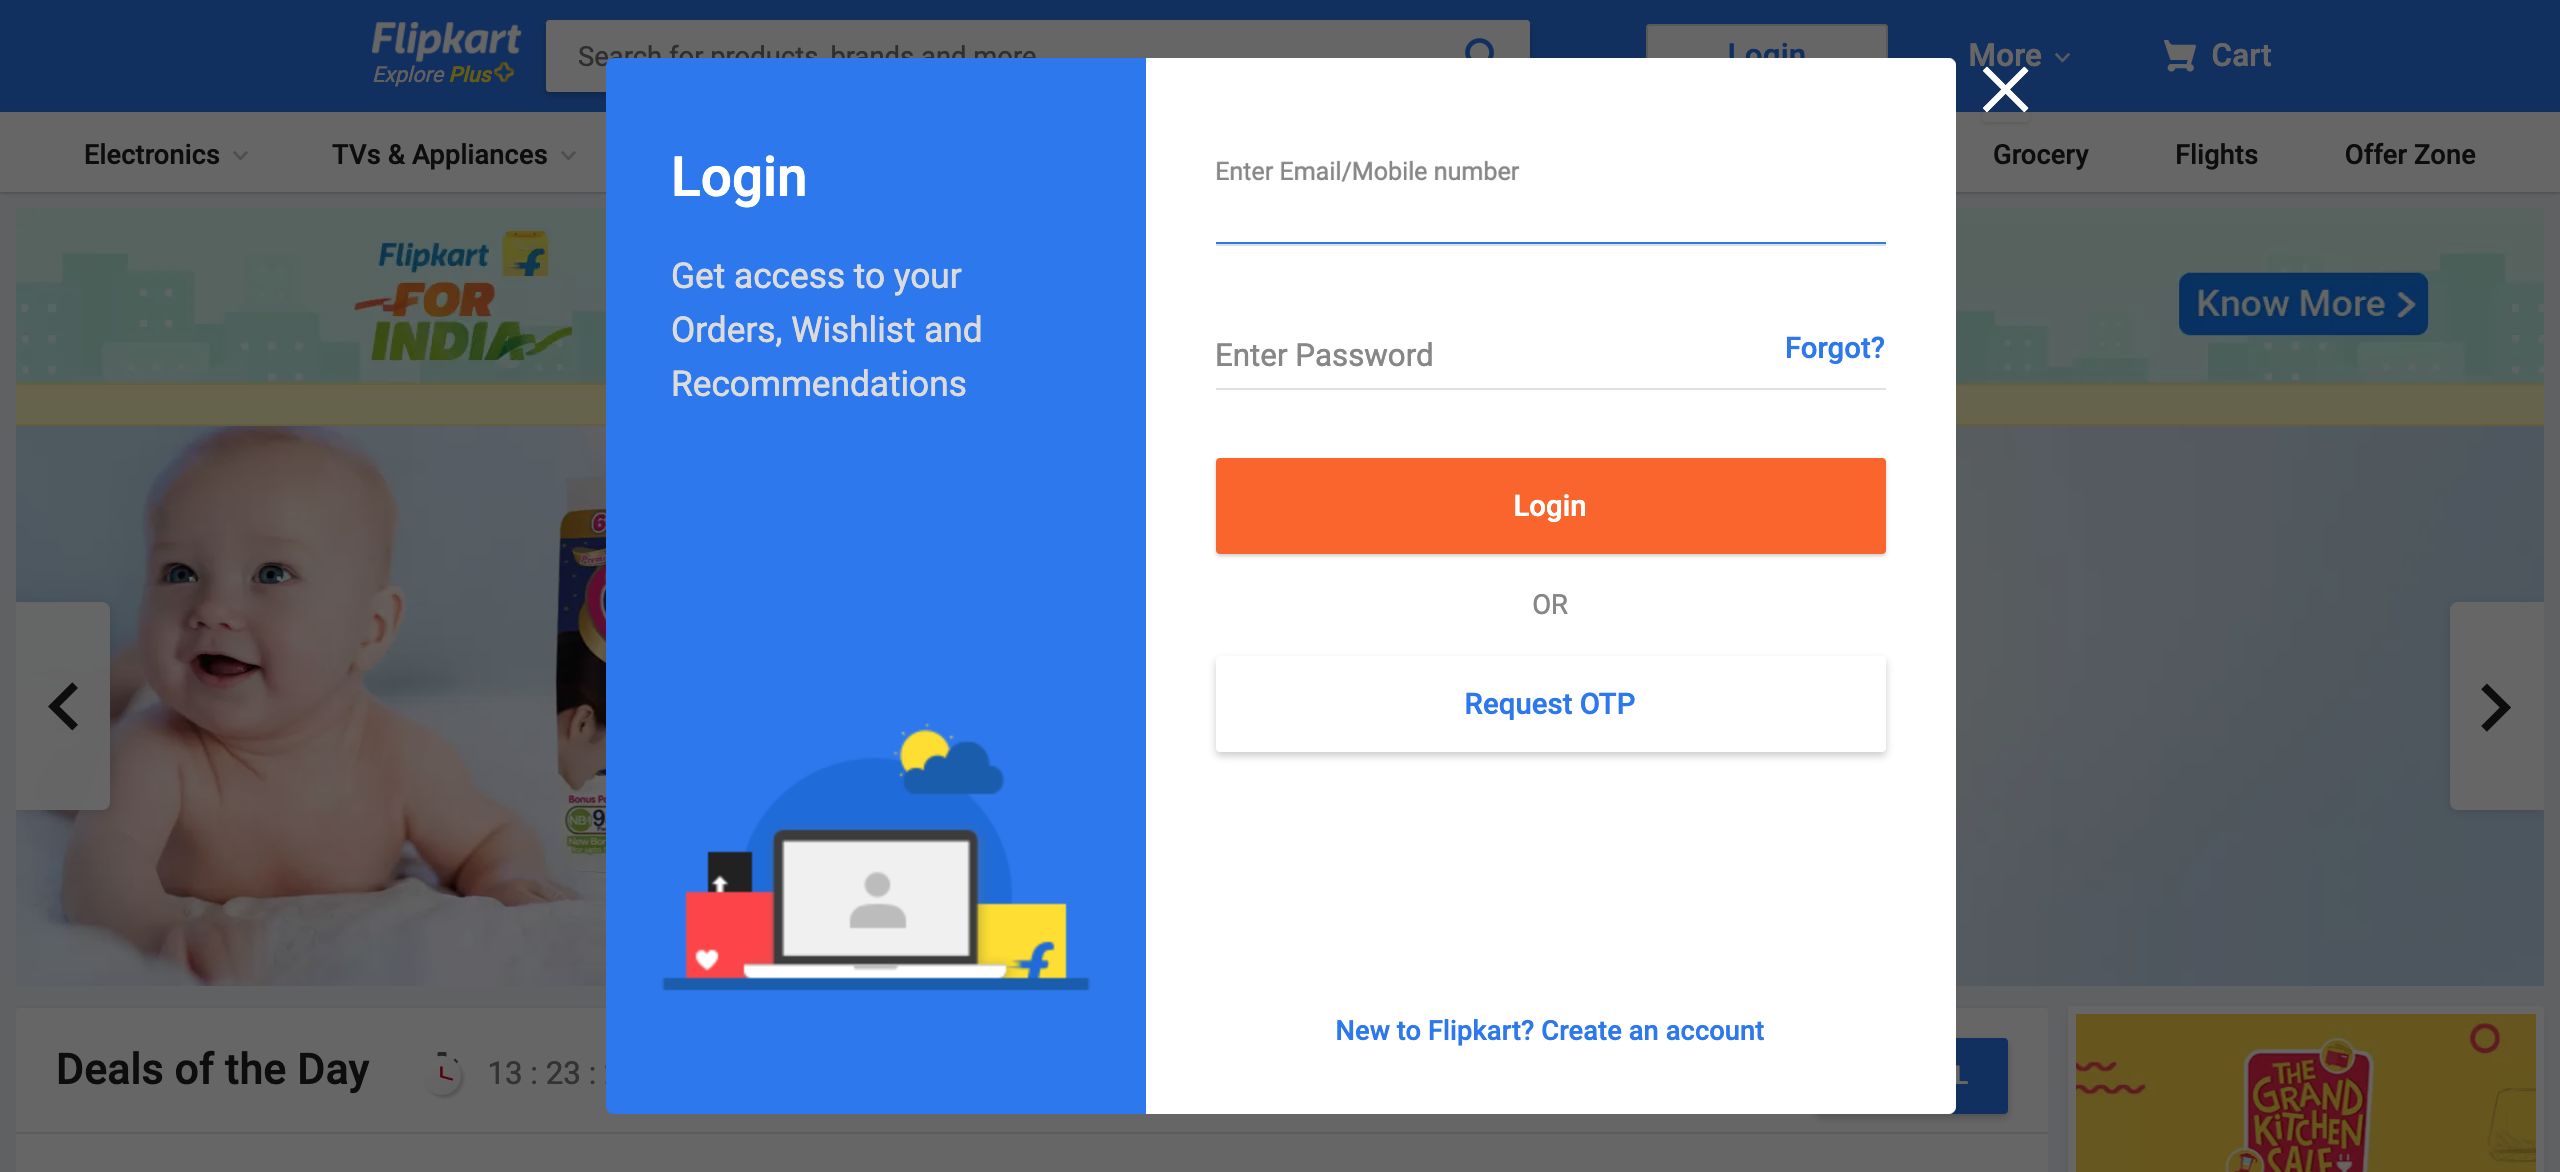 Flipkart
Explore Plus
Search for products, brands and more
Login
More
Cart
Electronics
TVs & Appliances
Grocery
Flights
Offer Zone
Flipkart
FOR
INDIA
Know More
Login
Get access to your
Orders, Wishlist and
Recommendations
Enter Email/Mobile number
Enter Password
Forgot?
Login
OR
Request OTP
New to Flipkart? Create an account
Deals of the Day
13 : 23 :
THE
GRAND
KITCHEN
SALE